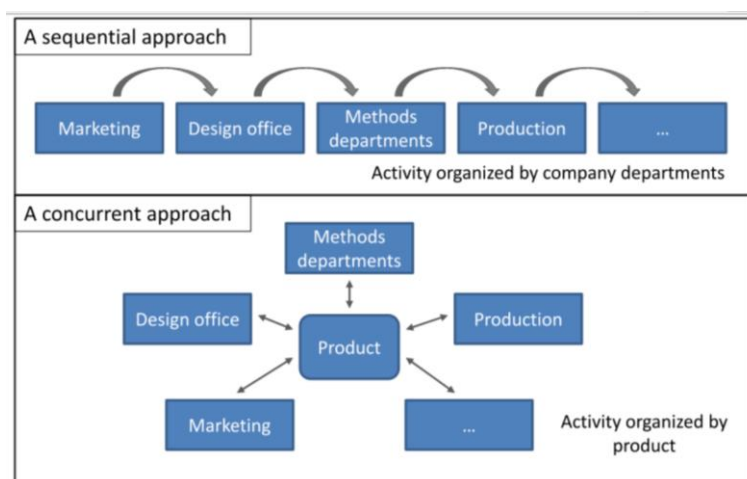 A sequential approach
Marketing
Design office
Methods
departments
Production
...
Activity organized by company departments
A concurrent approach
Methods
departments
Design office
Production
Product
Marketing
...
Activity organized by
product